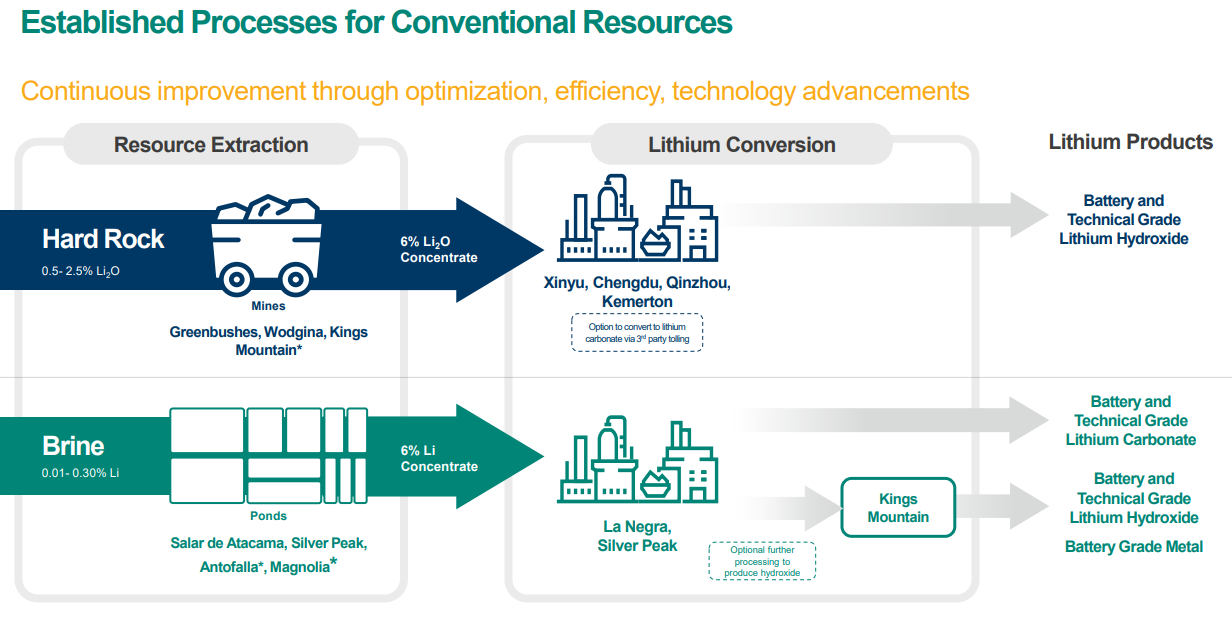 Established Processes for Conventional Resources
Continuous improvement through optimization, efficiency, technology advancements
Resource Extraction
Lithium Conversion
Lithium Products
Hard Rock
0.5- 2.5% Li₂O
Mines
Greenbushes, Wodgina, Kings
Mountain*
6% Li₂O
Concentrate
Xinyu, Chengdu, Qinzhou,
Kemerton
Option to convert to lithium
carbonate via 3ʳᵈ party tolling
Battery and
Technical Grade
Lithium Hydroxide
Brine
0.01- 0.30% Li
Ponds
Salar de Atacama, Silver Peak,
Antofalla*, Magnolia*
6% Li
Concentrate
La Negra,
Silver Peak
Optional further
processing to
produce hydroxide
Kings
Mountain
Battery and
Technical Grade
Lithium Carbonate
Battery and
Technical Grade
Lithium Hydroxide
Battery Grade Metal